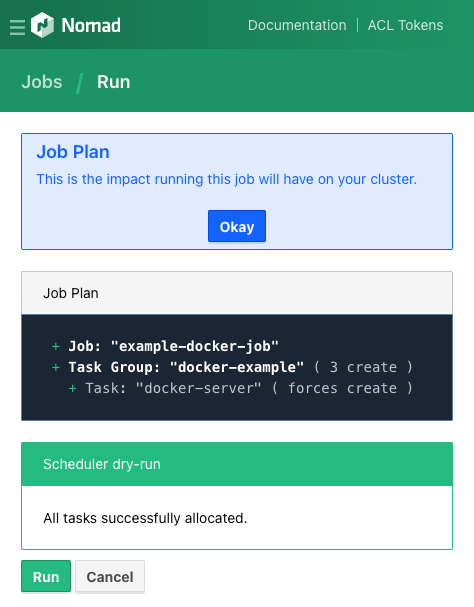 Nomad
Documentation | ACL Tokens
Jobs / Run
Job Plan
This is the impact running this job will have on your cluster.
Okay
Job Plan
+ Job: "example-docker-job"
+ Task Group: "docker-example" ( 3 create )
+ Task: "docker-server" ( forces create )
Scheduler dry-run
All tasks successfully allocated.
Run Cancel